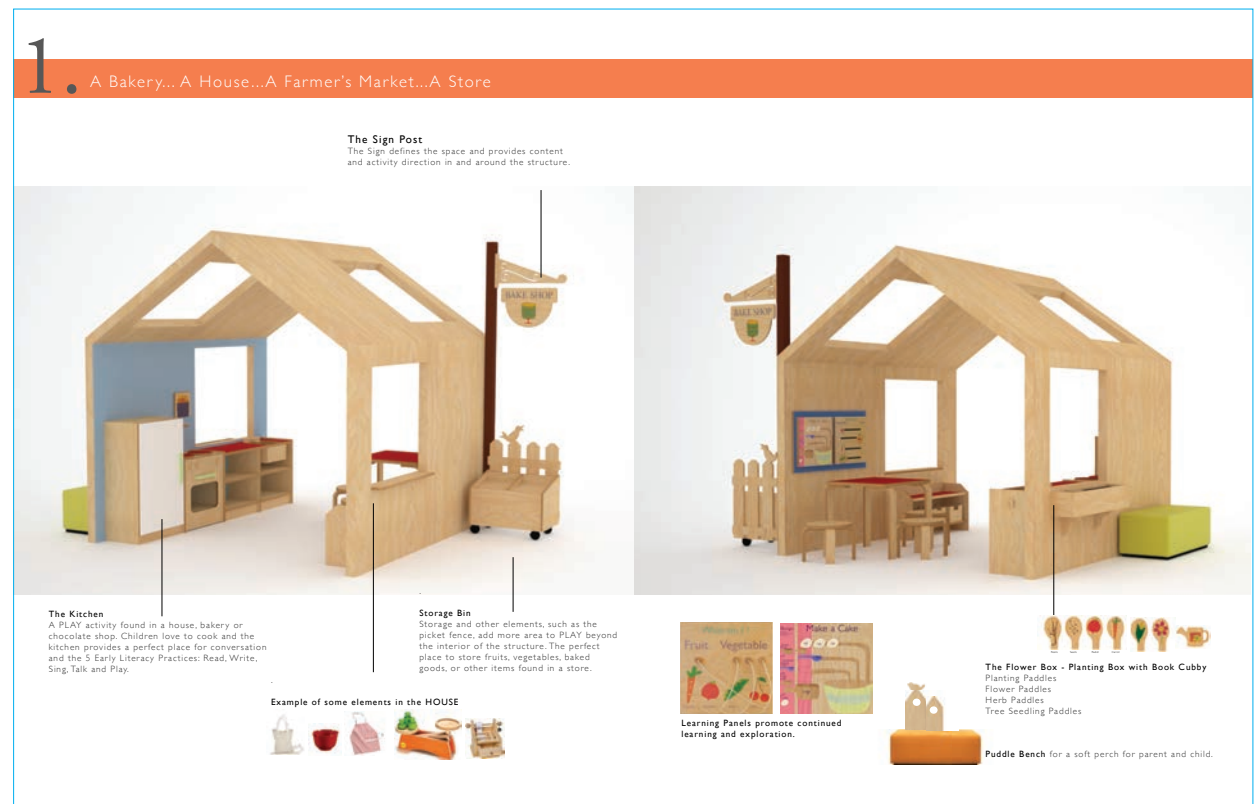 1.
A Bakery... A House...A Farmer's Market...A Store
The Sign Post
The Sign defines the space and provides content
and activity direction in and around the structure.
BAKE SHOP
BAKE SHOP
The Kitchen
A PLAY activity found in a house, bakery or
chocolate shop. Children love to cook and the
kitchen provides a perfect place for conversation
and the 5 Early Literacy Practices: Read, Write,
Sing, Talk and Play.
Storage Bin
Storage and other elements, such as the
picket fence, add more area to PLAY beyond
the interior of the structure. The perfect
place to store fruits, vegetables, baked
goods, or other items found in a store.
Example of some elements in the HOUSE
Fruit Vegetable
Make a Cake
Learning Panels promote continued
learning and exploration.
The Flower Box - Planting Box with Book Cubby
Planting Paddles
Flower Paddles
Herb Paddles
Tree Seedling Paddles
Puddle Bench for a soft perch for parent and child.